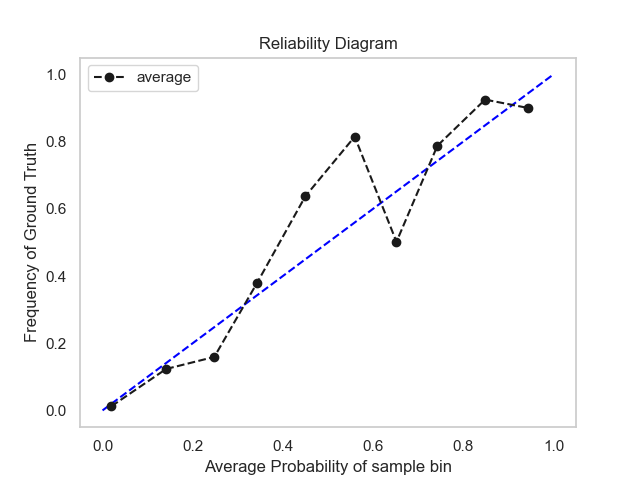 Reliability Diagram
average
1.0
0.8
0.6
0.4
0.2
0.0
Frequency of Ground Truth
0.0 0.2 0.4 0.6 0.8 1.0
Average Probability of sample bin